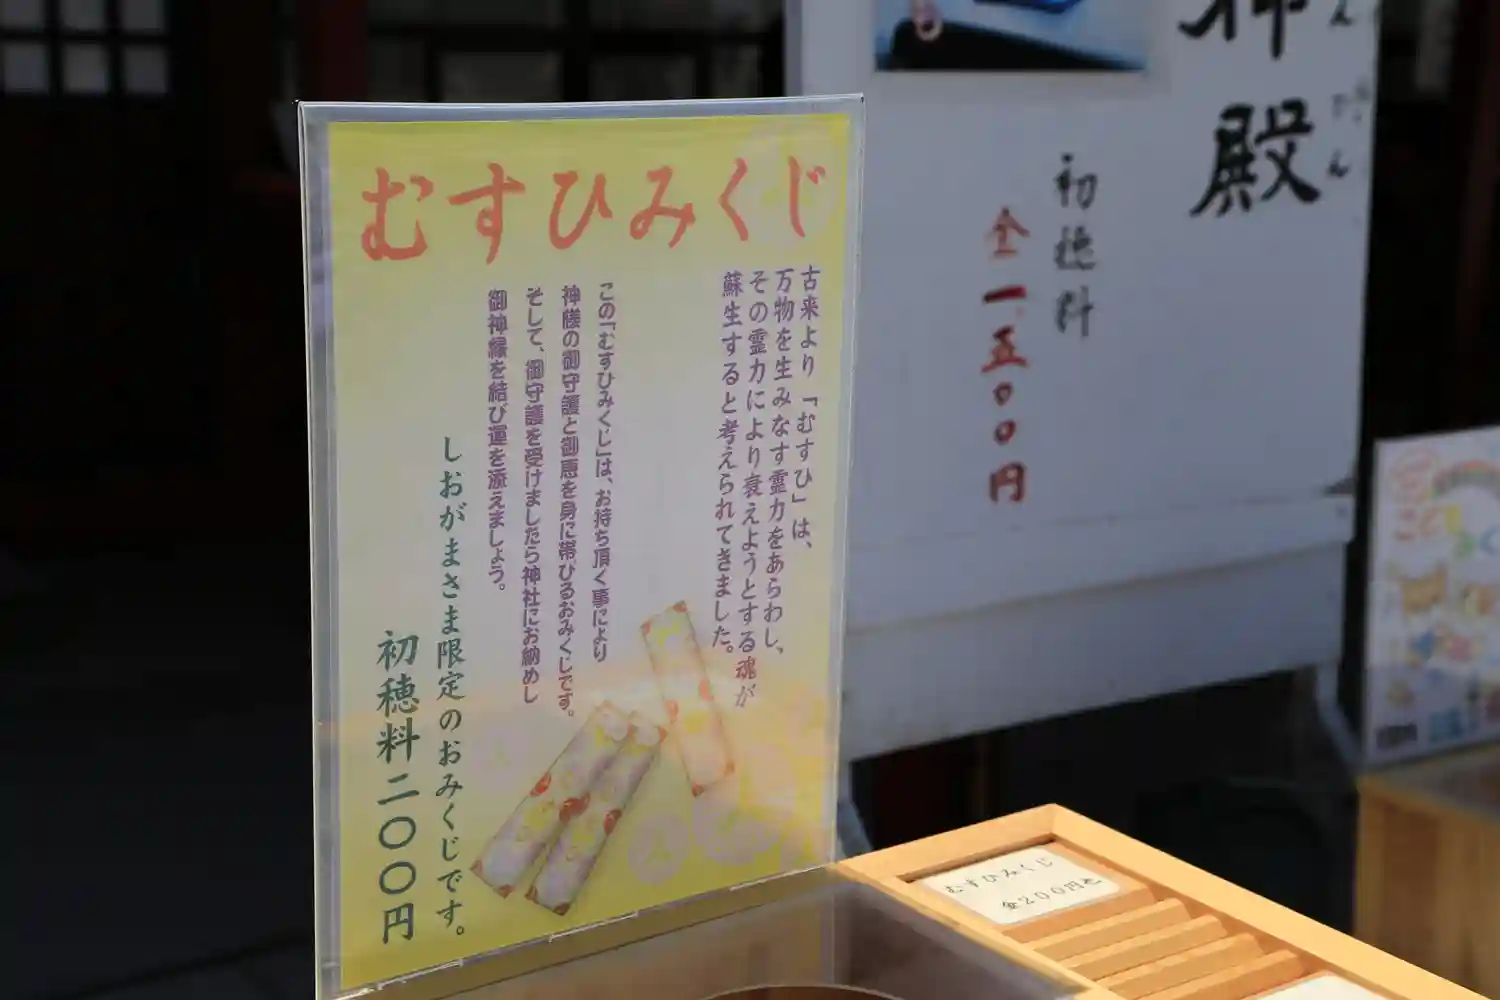 むすひみくじ
古来より「むすひ」は、
万物を生みなす霊力をあらわし、
その霊力により衰えようとする魂が
蘇生すると考えられてきました。
この「むすひみくじ」は、お持ち頂く事により
神様の御守護と御恵を身に帯びるおみくじです。
そして、御守護を受けましたら神社にお納めし
御神縁を結び運を添えましょう。
しおがまさま限定のおみくじです。
初穂料二〇〇円
神殿
初穂料
金一、五〇〇円
むすひみくじ
金200円也
こども
みく